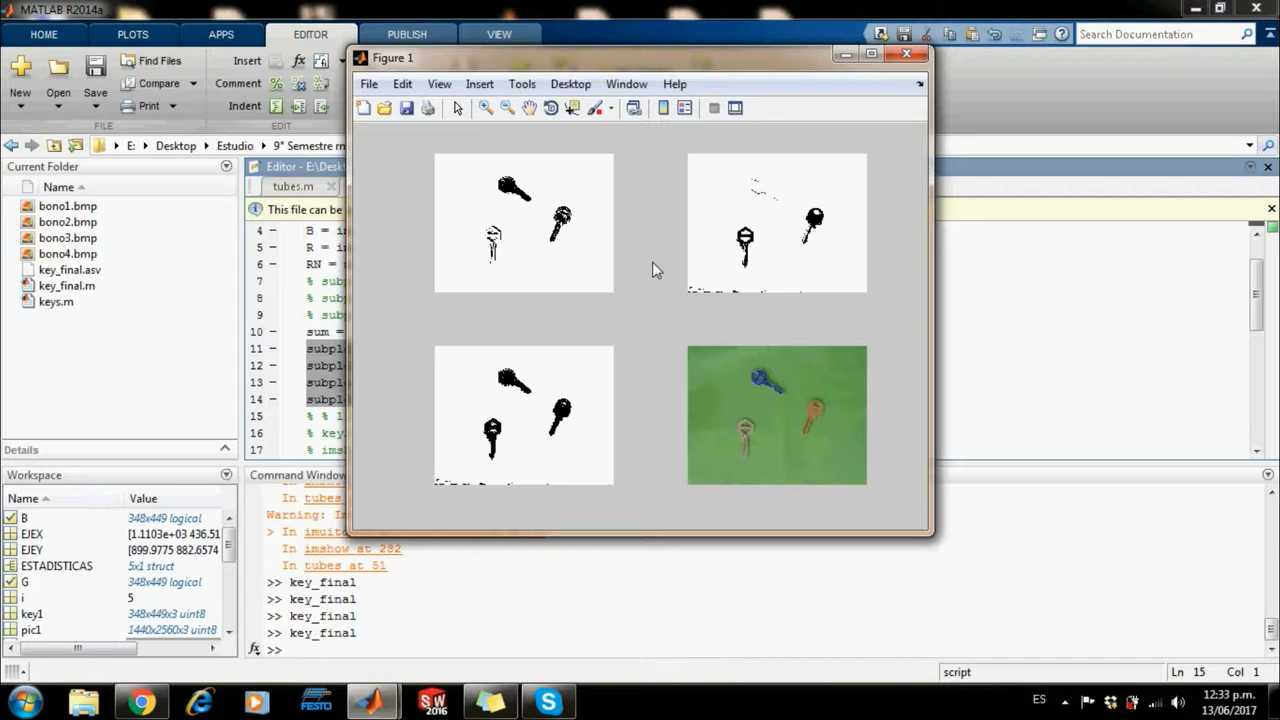 MATLAB R2014a
HOME PLOTS APPS EDITOR PUBLISH VIEW
Search Documentation
New Open Save
Find Files
Compare
Print
Insert
Comment
Indent
FILE EDIT
E: Desktop Estudio
Current Folder
Name
bono1.bmp
bono2.bmp
bono3.bmp
bono4.bmp
key_final.asv
key_final.m
keys.m
Details
Editor - E:\Desk
tubes.m
This file can be
4 - B = i
5 - R = i
6 - RN =
7 % sub
8 % sub
9 % sub
10 - sum =
11 - subpl
12 - subpl
13 - subpl
14 - subpl
15 % % l
16 % key
17 % ims
Figure 1
File Edit View Insert Tools Desktop Window Help
Workspace
Name Value
B 348x449 logical
EJEX [1.1103e+03 436.51
EJEY [899.9775 882.6574
ESTADISTICAS 5x1 struct
G 348x449 logical
i 5
key1 348x449x3 uint8
pic1 1440x2560x3 uint8
Command Window
In tubes
Warning: I
> In imuit
In imshow at 282
In tubes at 51
>> key_final
>> key_final
>> key_final
>> key_final
fx >>
script
Ln 15 Col 1
FESTO
SW
2016
ES
12:33 p.m.
13/06/2017